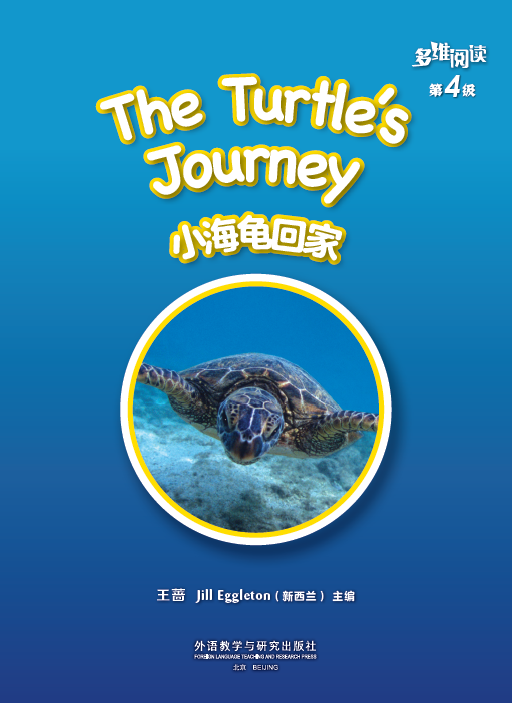 多维阅读
第4级
The Turtle's
Journey
小海龟回家
王蔷 Jill Eggleton（新西兰） 主编
外语教学与研究出版社
FOREIGN LANGUAGE TEACHING AND RESEARCH PRESS
北京 BEIJING